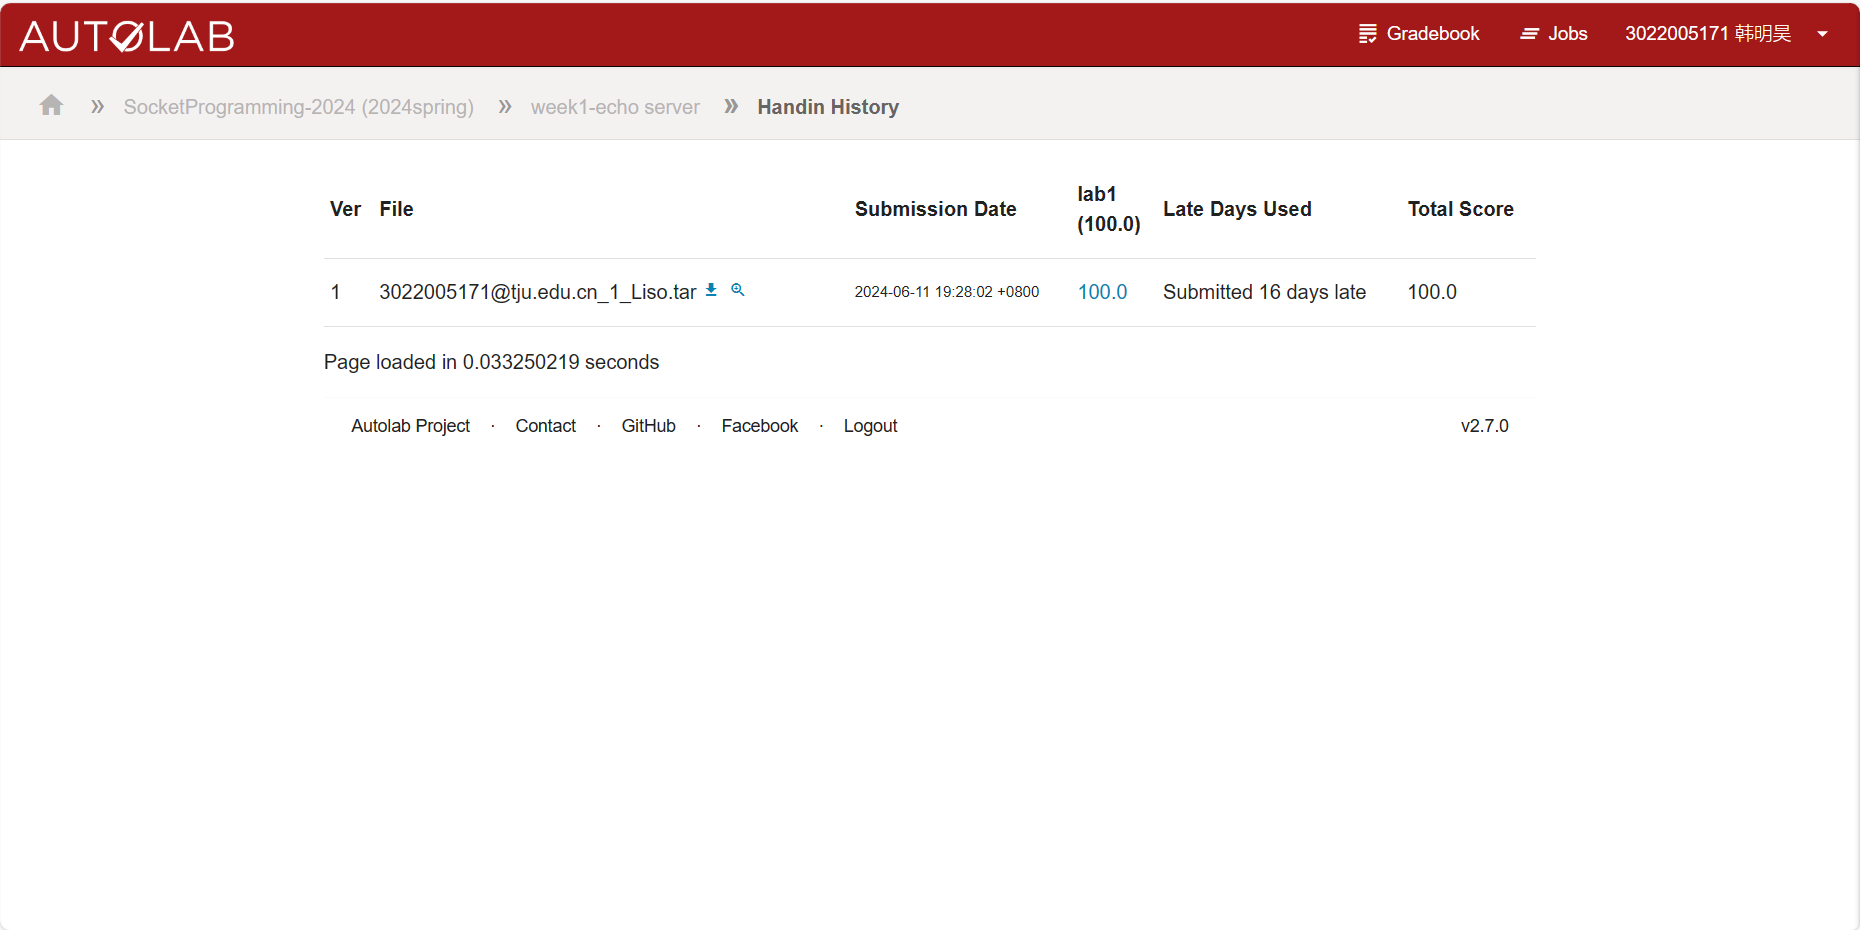 AUTOLAB
Gradebook
Jobs
3022005171 韩明昊
» SocketProgramming-2024 (2024spring) » week1-echo server » Handin History
Ver File Submission Date lab1 (100.0) Late Days Used Total Score
1 3022005171@tju.edu.cn_1_Liso.tar 2024-06-11 19:28:02 +0800 100.0 Submitted 16 days late 100.0
Page loaded in 0.033250219 seconds
Autolab Project · Contact · GitHub · Facebook · Logout v2.7.0